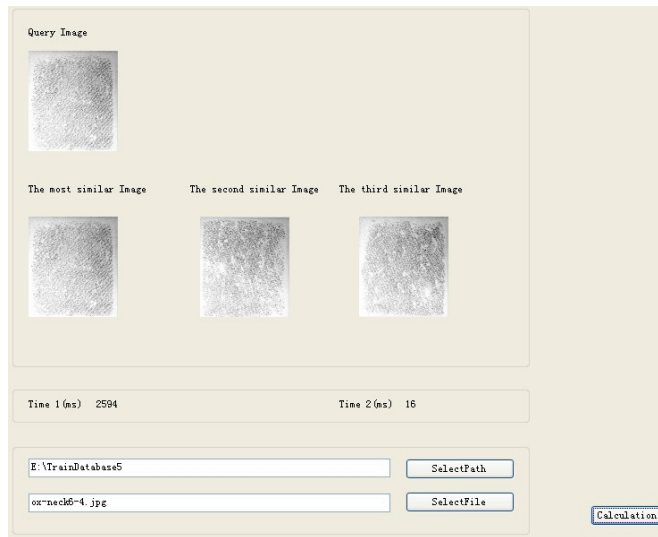 Query Image
The most similar Image The second similar Image The third similar Image
Time 1(ms) 2594 Time 2(ms) 16
E:\TrainDatabase5 SelectPath
ox-neck6-4.jpg SelectFile
Calculation